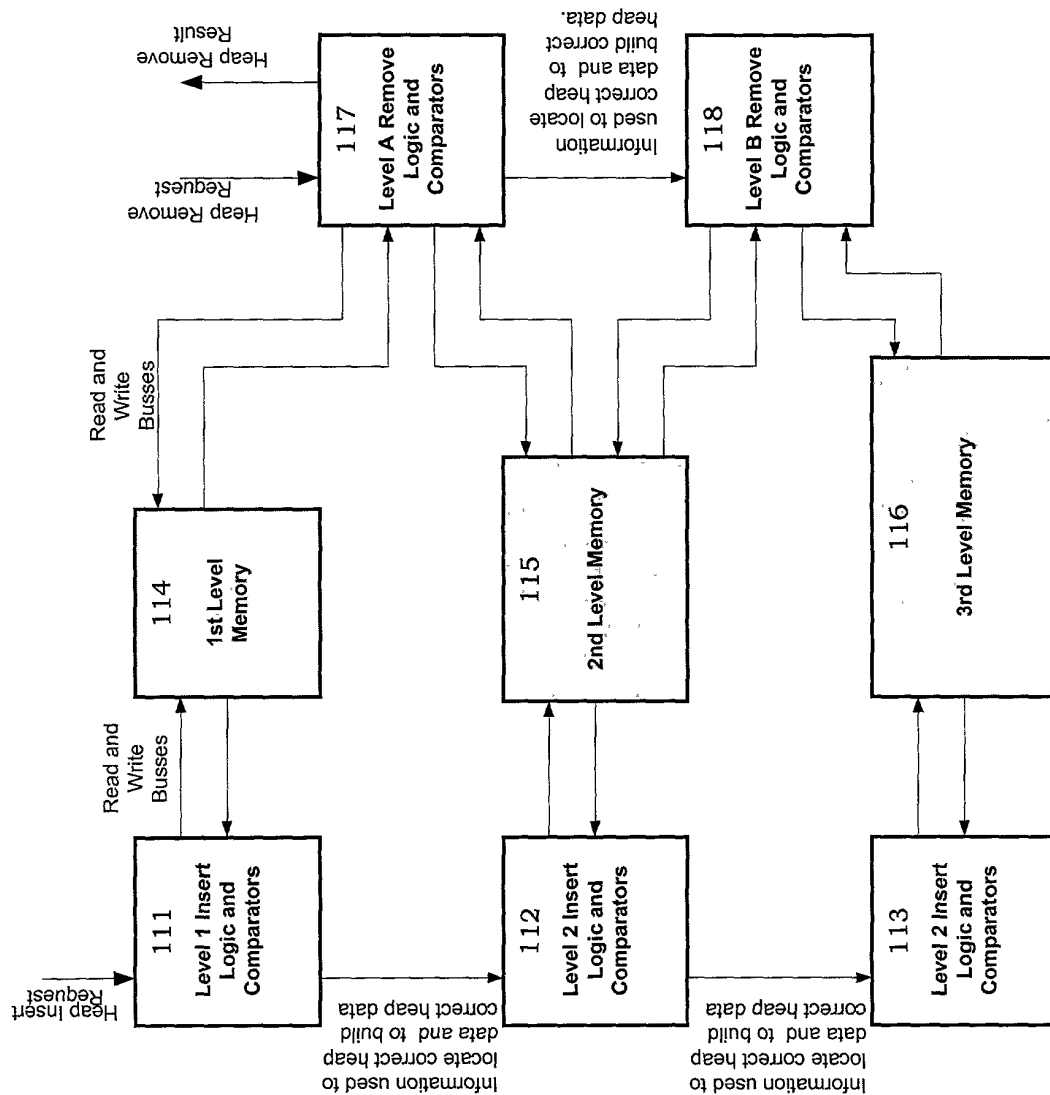 Heap Insert
Request
111
Level 1 Insert
Logic and
Comparators
Read and
Write
Busses
114
1st Level
Memory
Read and
Write
Busses
Heap Remove
Request
Heap Remove
Result
117
Level A Remove
Logic and
Comparators
Information used to
locate correct heap
data and to build
correct heap data
112
Level 2 Insert
Logic and
Comparators
115
2nd Level Memory
Information
used to locate
correct heap
data and to
build correct
heap data.
118
Level B Remove
Logic and
Comparators
Information used to
locate correct heap
data and to build
correct heap data
113
Level 2 Insert
Logic and
Comparators
116
3rd Level Memory